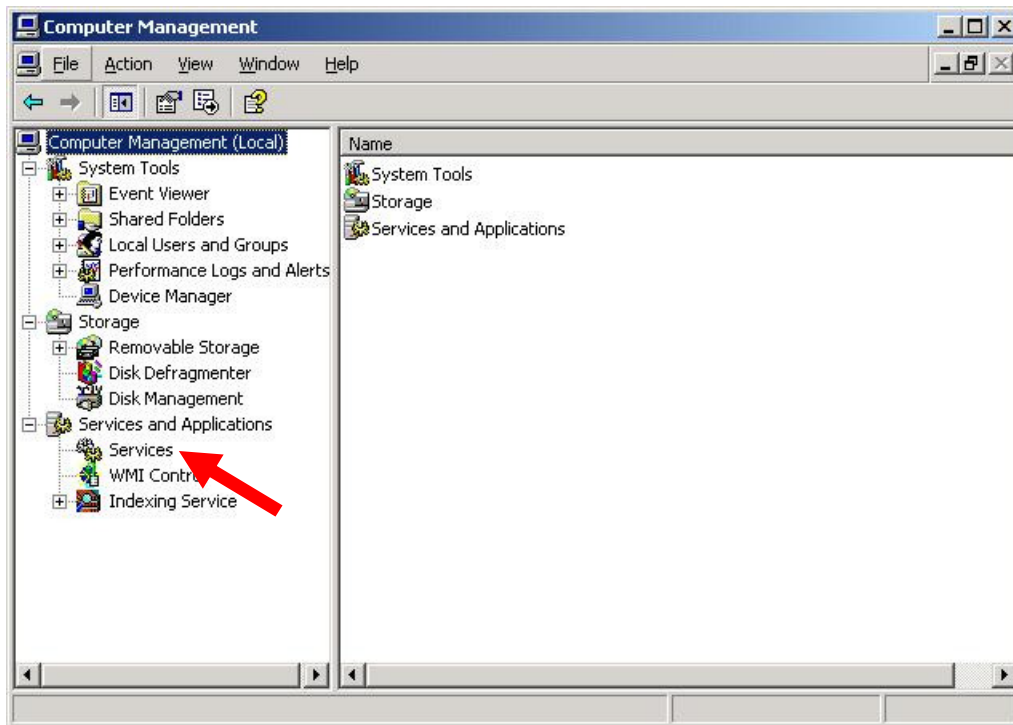 Computer Management
File Action View Window Help
Computer Management (Local)
System Tools
Event Viewer
Shared Folders
Local Users and Groups
Performance Logs and Alerts
Device Manager
Storage
Removable Storage
Disk Defragmenter
Disk Management
Services and Applications
Services
WMI
Indexing Service
Name
System Tools
Storage
Services and Applications